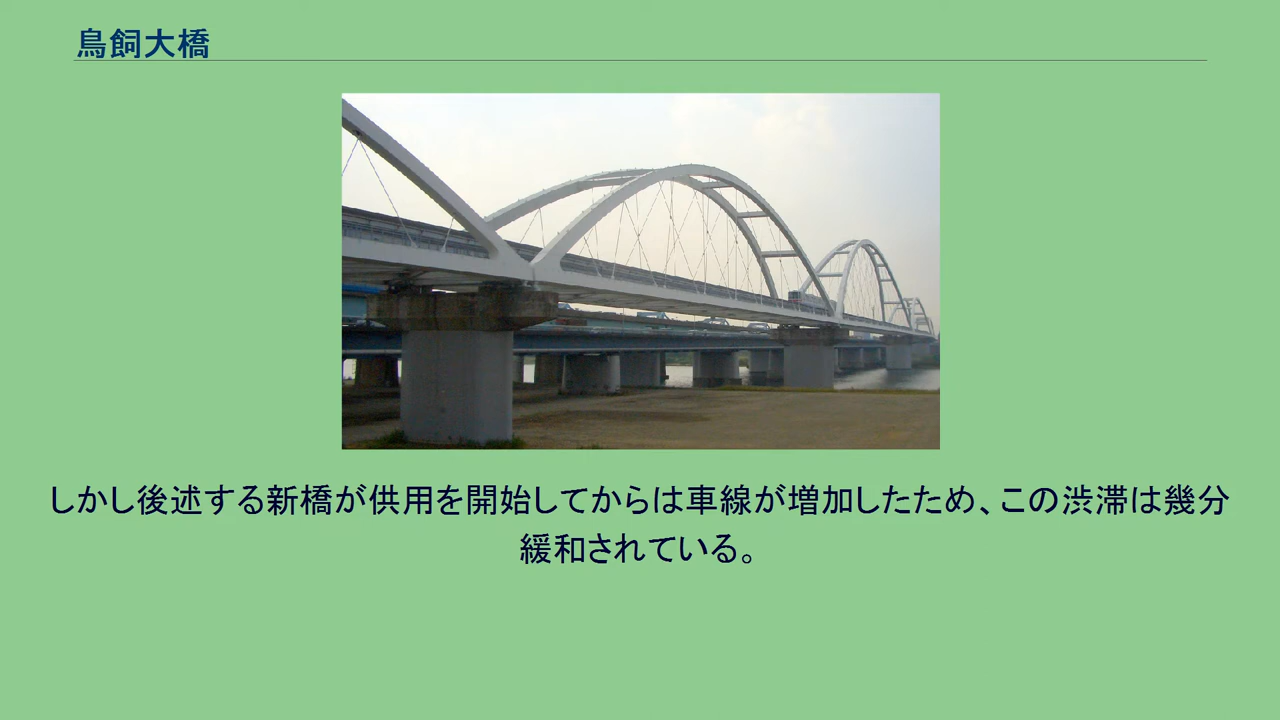 鳥飼大橋
しかし後述する新橋が供用を開始してからは車線が増加したため、この渋滞は幾分
緩和されている。